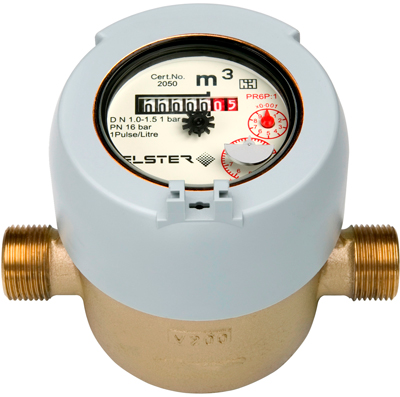 Cert.No.
2050
m³
00000005
PR6P:1
x0·001
D N 1.0-1.5 1 bar
PN 16 bar
1Pulse/Litre
ELSTER
V200